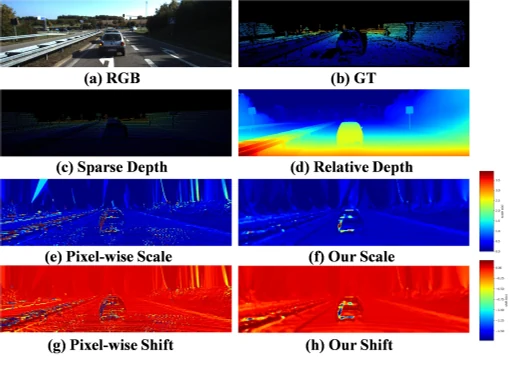 (a) RGB
(b) GT
(c) Sparse Depth
(d) Relative Depth
(e) Pixel-wise Scale
(f) Our Scale
(g) Pixel-wise Shift
(h) Our Shift